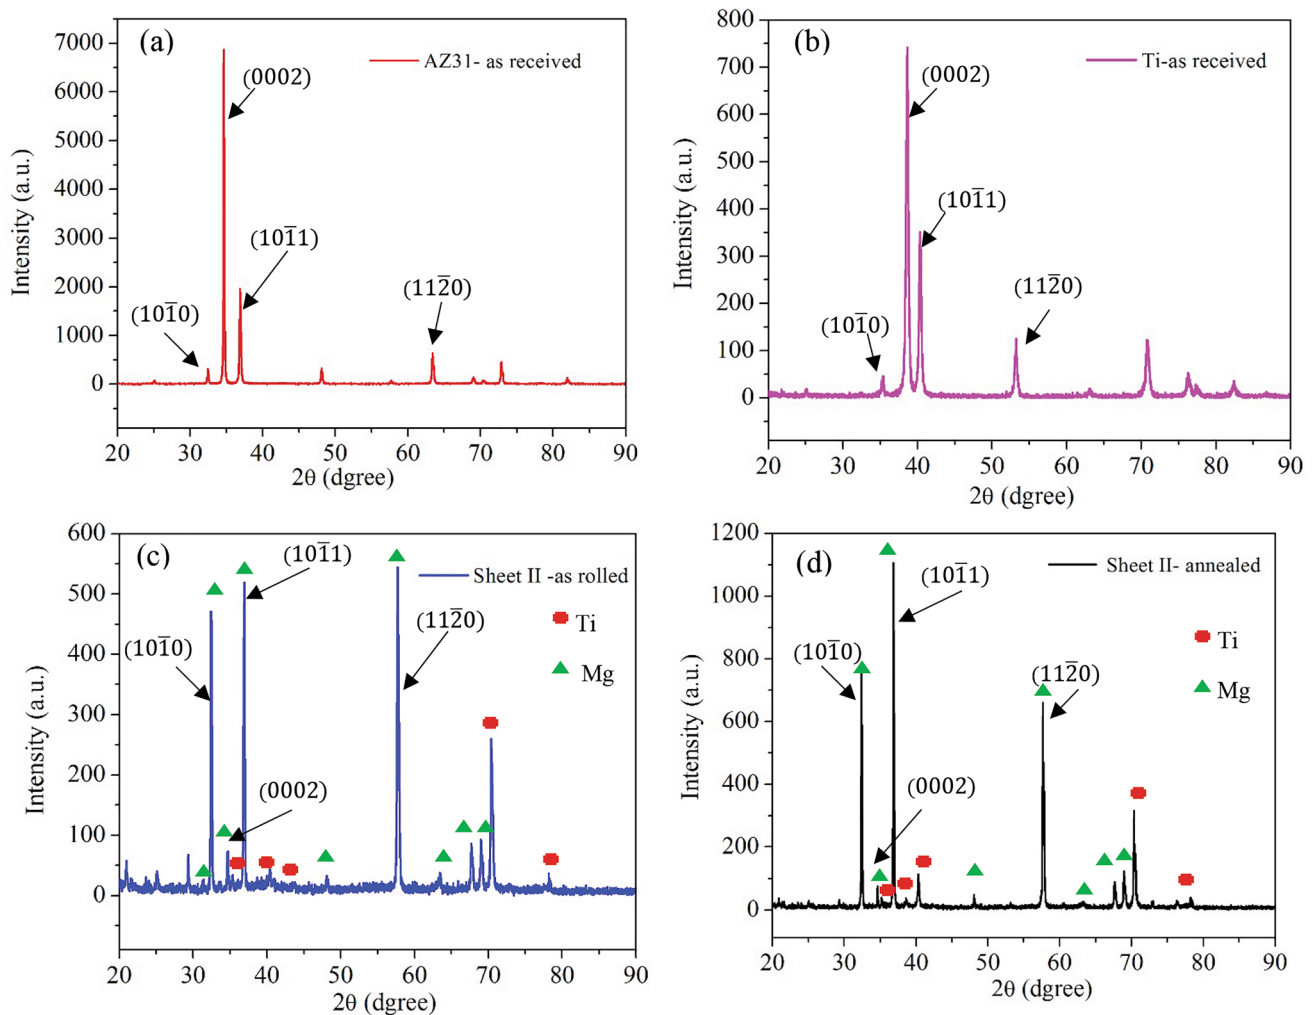 (a)
AZ31- as received
(0002)
(101̅1)
(101̅0)
(112̅0)
7000
6000
5000
4000
3000
2000
1000
0
Intensity (a.u.)
20 30 40 50 60 70 80 90
2θ (dgree)
(b)
Ti-as received
(0002)
(101̅1)
(112̅0)
(101̅0)
800
700
600
500
400
300
200
100
0
Intensity (a.u.)
20 30 40 50 60 70 80 90
2θ (dgree)
(c)
Sheet II -as rolled
Ti
Mg
(101̅1)
(101̅0)
(112̅0)
(0002)
600
500
400
300
200
100
0
Intensity (a.u.)
20 30 40 50 60 70 80 90
2θ (dgree)
(d)
Sheet II- annealed
Ti
Mg
(101̅1)
(101̅0)
(112̅0)
(0002)
1200
1000
800
600
400
200
0
Intensity (a.u.)
20 30 40 50 60 70 80 90
2θ (dgree)